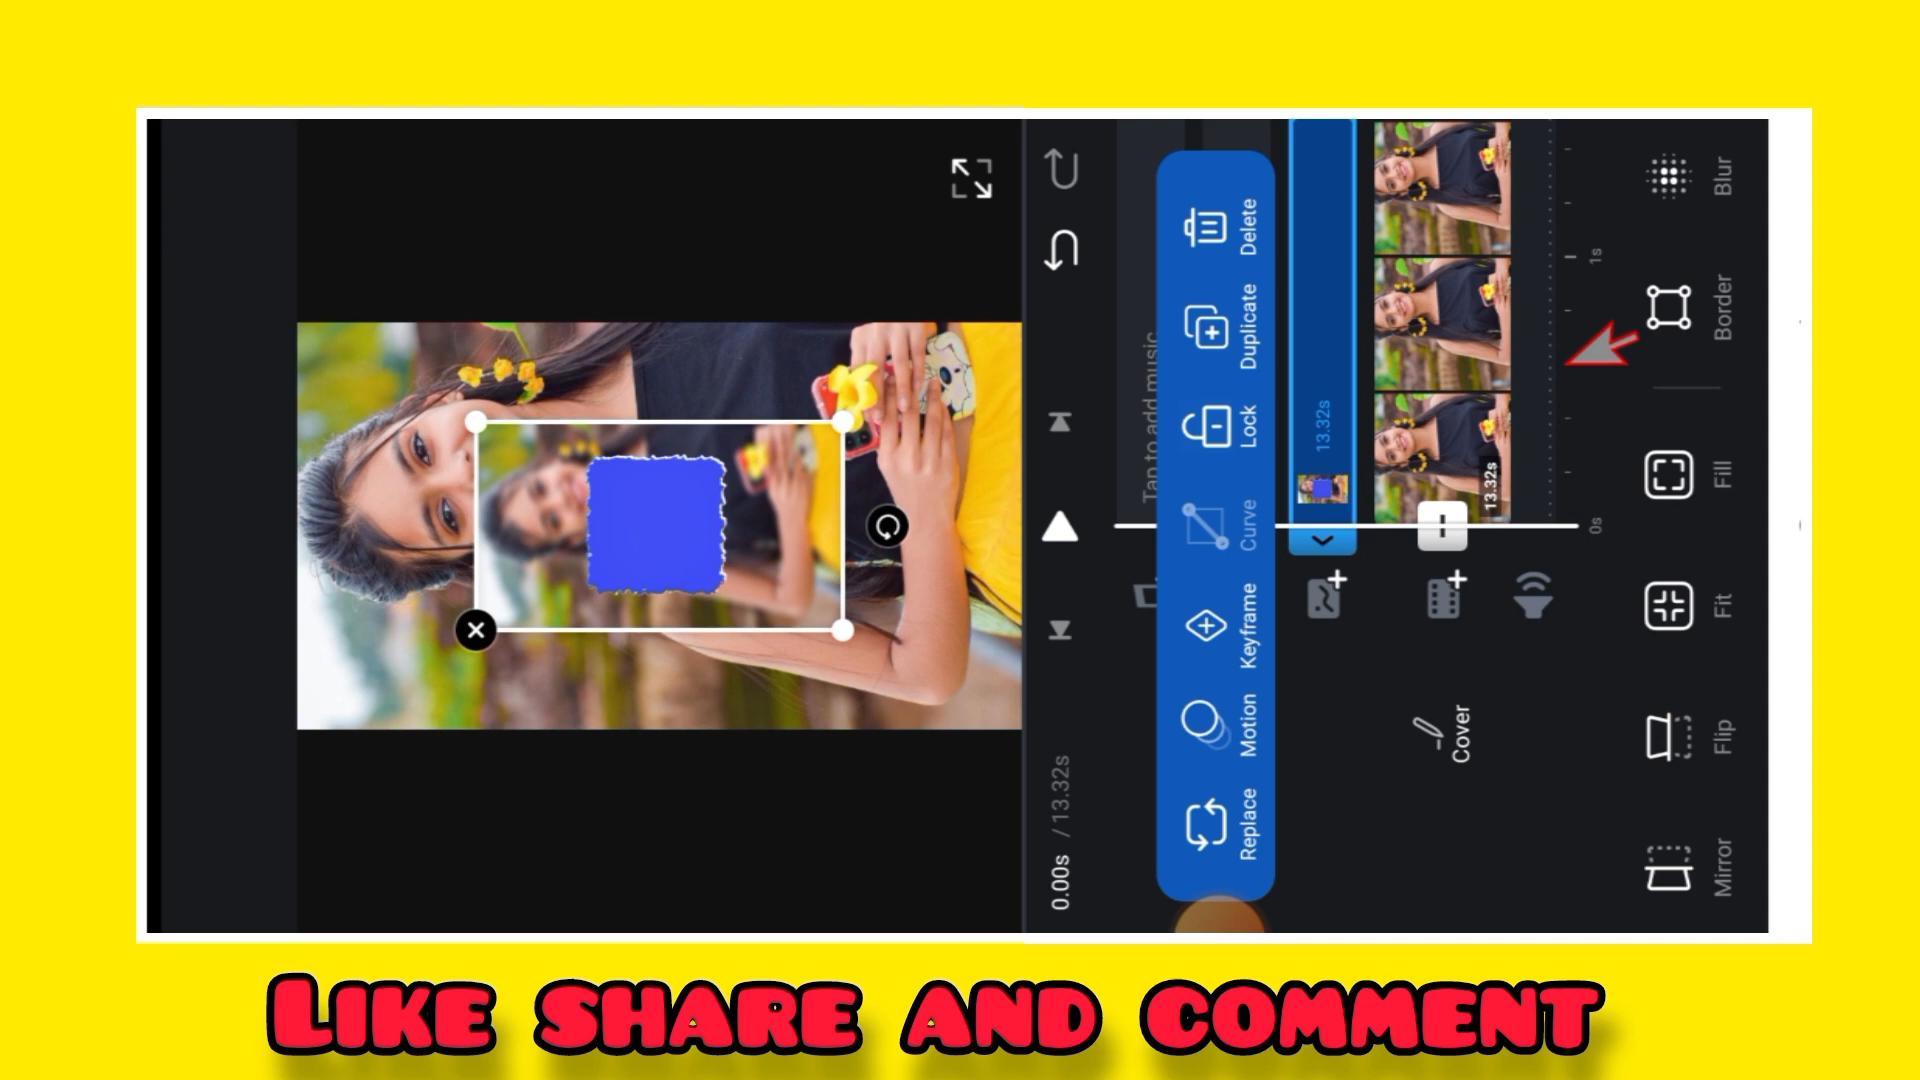 0.00s / 13.32s
Tap to add music
Replace
Motion
Keyframe
Curve
Lock
Duplicate
Delete
13.32s
Cover
13.32s
0s
1s
Mirror
Flip
Fit
Fill
Border
Blur
LIKE SHARE AND COMMENT